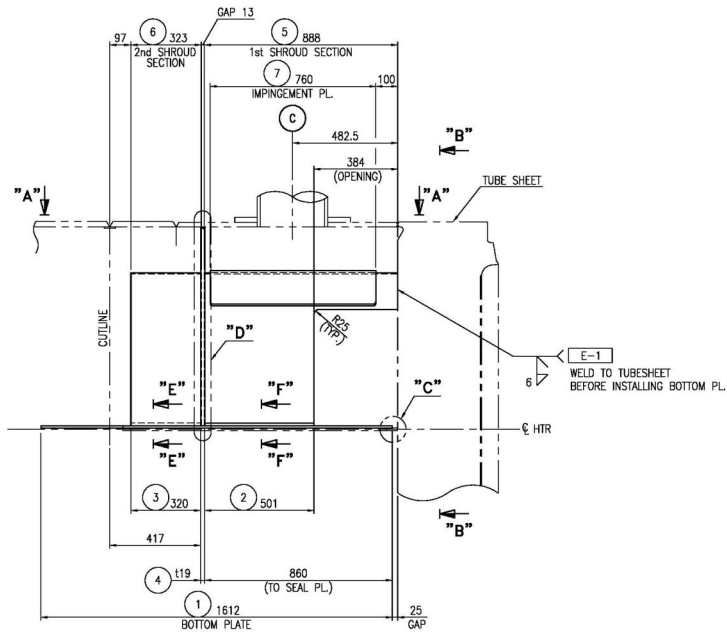 GAP 13
6
97
323
2nd SHROUD
SECTION
5
888
1st SHROUD SECTION
7
760
100
IMPINGEMENT PL.
C
482.5
384
(OPENING)
"B"
"A"
"A"
TUBE SHEET
CUTLINE
R25
(TYP.)
"D"
E-1
6
WELD TO TUBESHEET
BEFORE INSTALLING BOTTOM PL.
"E"
"F"
"C"
℄ HTR
"E"
"F"
3
320
2
501
"B"
417
4
t19
860
(TO SEAL PL.)
1
1612
25
BOTTOM PLATE
GAP